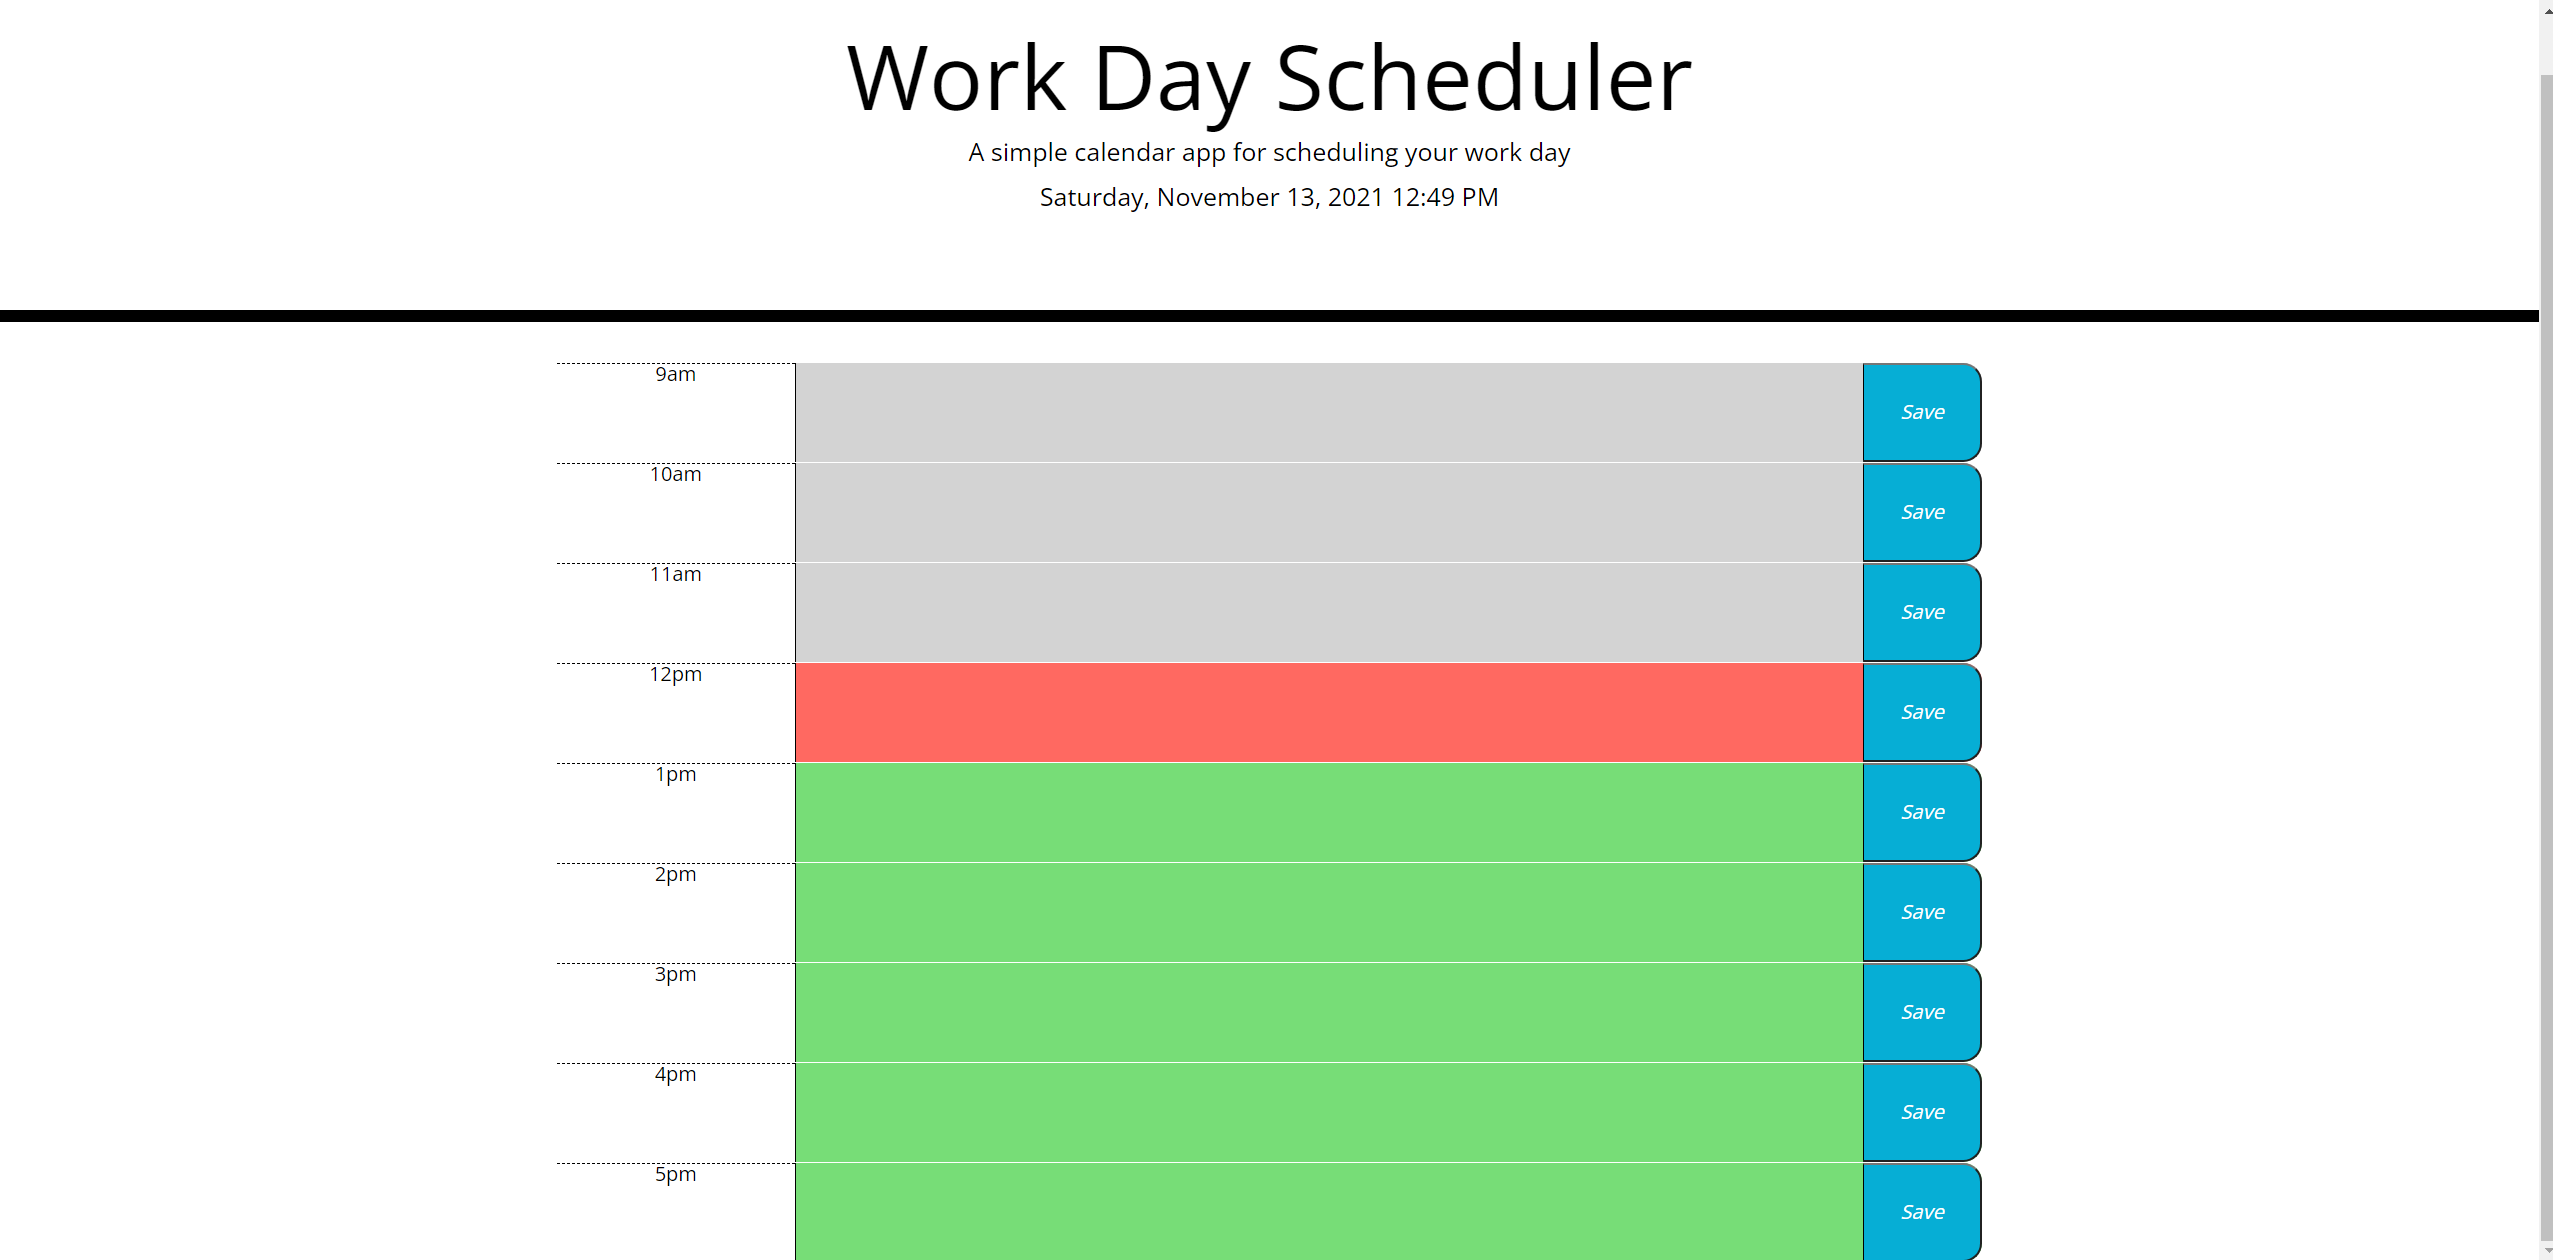 Work Day Scheduler
A simple calendar app for scheduling your work day
Saturday, November 13, 2021 12:49 PM
9am
Save
10am
Save
11am
Save
12pm
Save
1pm
Save
2pm
Save
3pm
Save
4pm
Save
5pm
Save